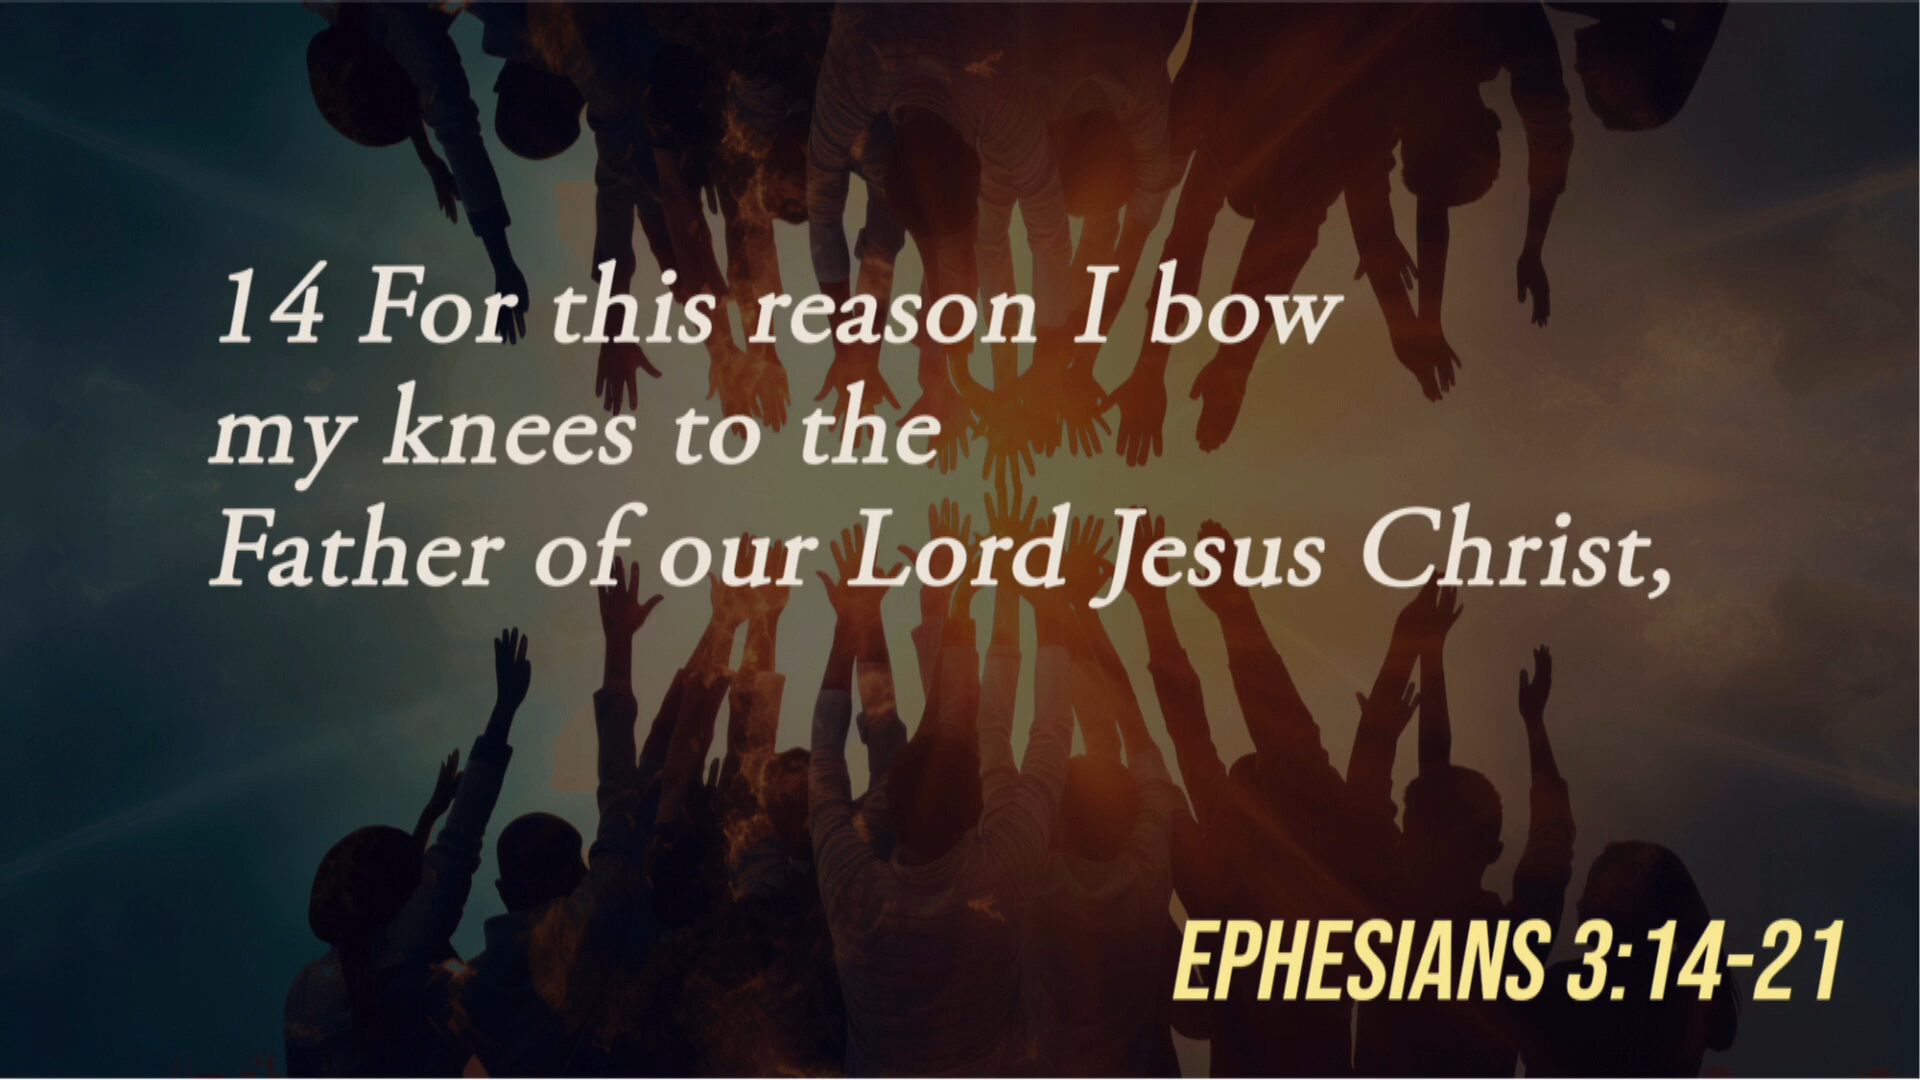 14 For this reason I bow
my knees to the
Father of our Lord Jesus Christ,
EPHESIANS 3:14-21